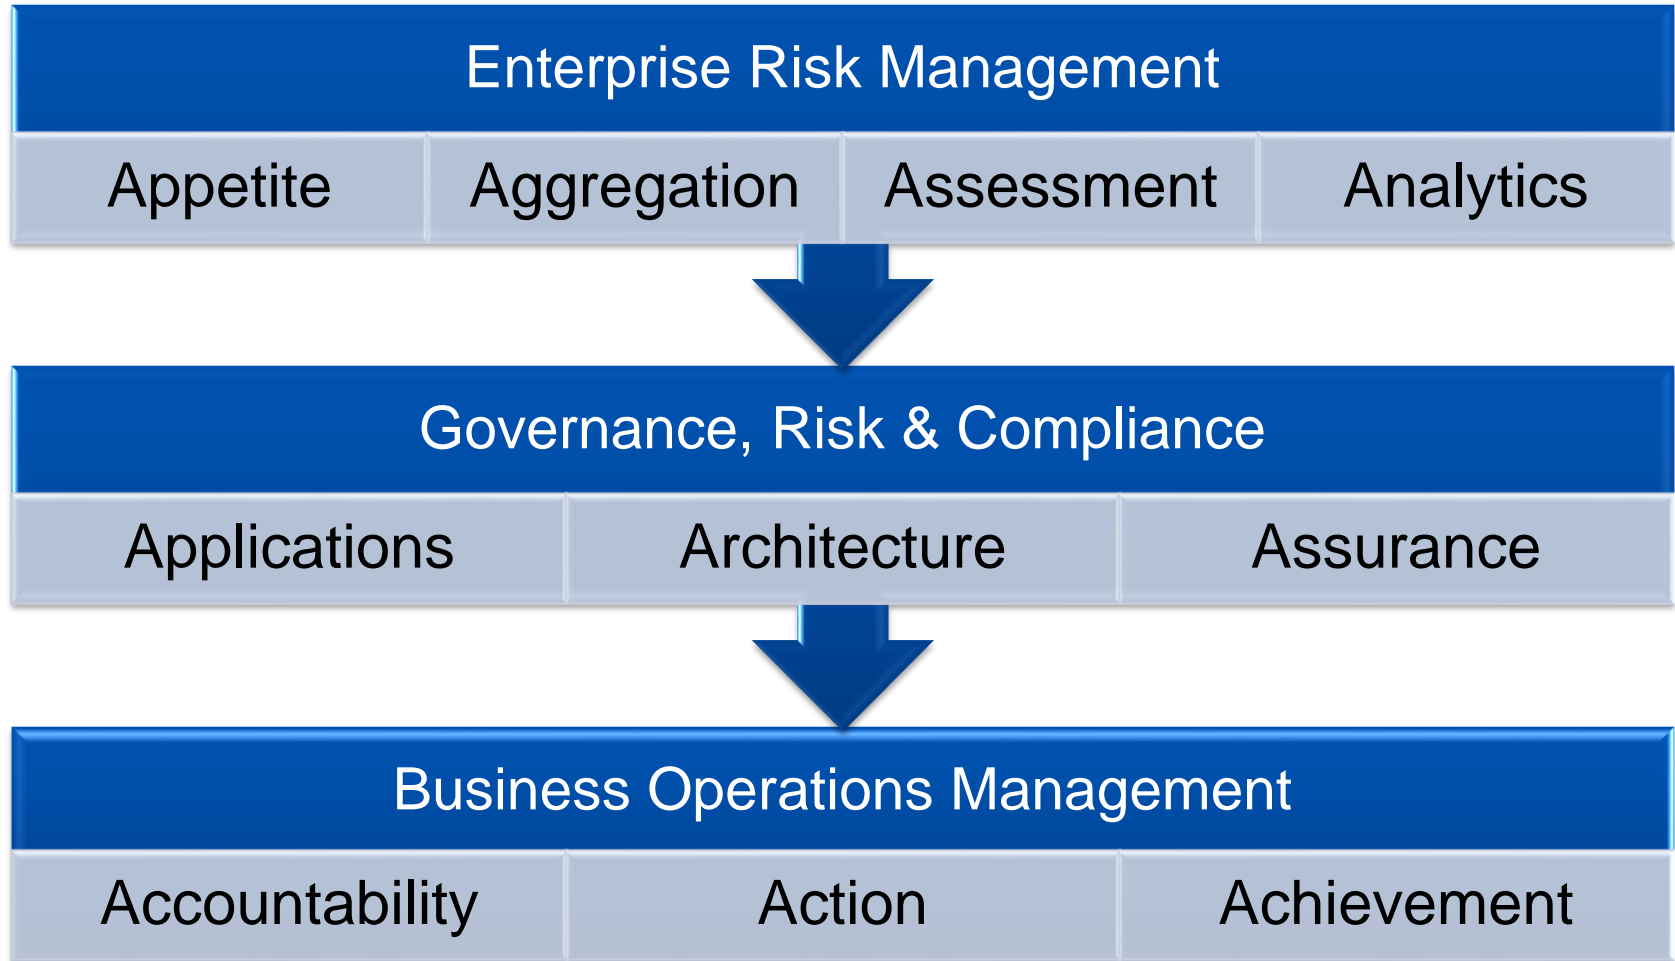 Enterprise Risk Management
Appetite Aggregation Assessment Analytics
Governance, Risk & Compliance
Applications Architecture Assurance
Business Operations Management
Accountability Action Achievement